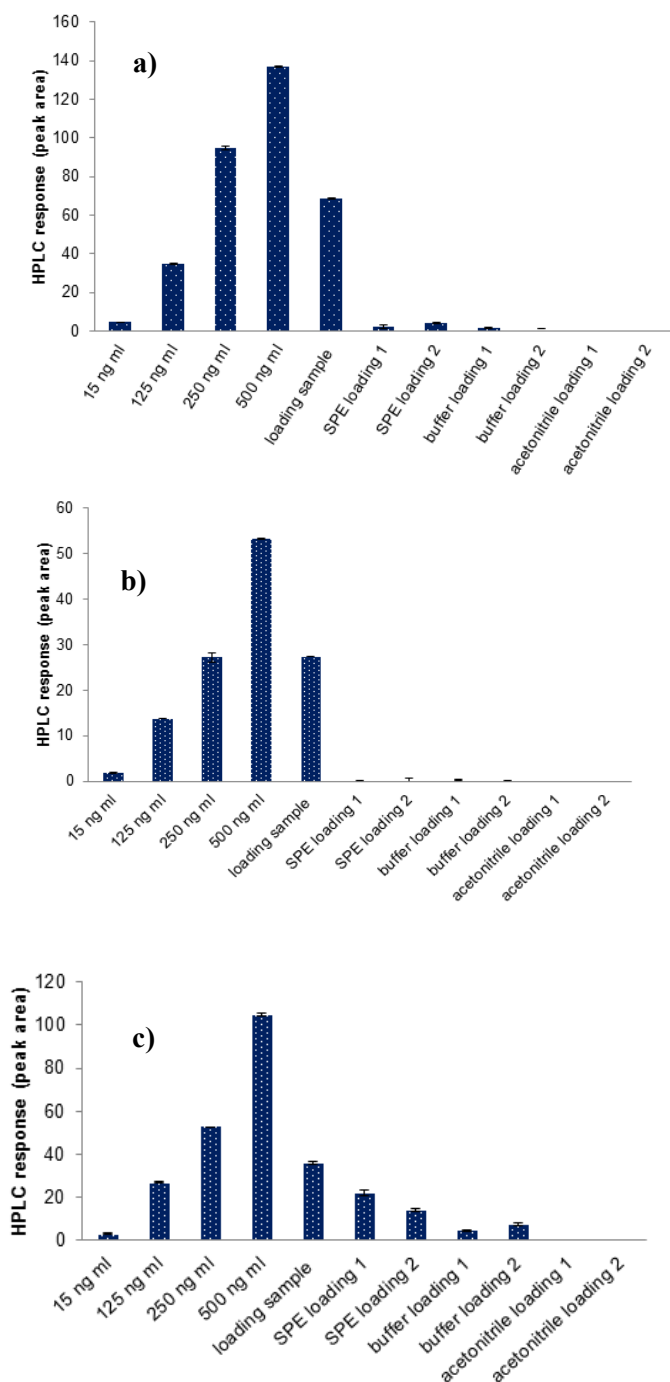 a)
HPLC response (peak area)
160
140
120
100
80
60
40
20
0
15 ng ml
125 ng ml
250 ng ml
500 ng ml
loading sample
SPE loading 1
SPE loading 2
buffer loading 1
buffer loading 2
acetonitrile loading 1
acetonitrile loading 2
b)
HPLC response (peak area)
60
50
40
30
20
10
0
15 ng ml
125 ng ml
250 ng ml
500 ng ml
loading sample
SPE loading 1
SPE loading 2
buffer loading 1
buffer loading 2
acetonitrile loading 1
acetonitrile loading 2
c)
HPLC response (peak area)
120
100
80
60
40
20
0
15 ng ml
125 ng ml
250 ng ml
500 ng ml
loading sample
SPE loading 1
SPE loading 2
buffer loading 1
buffer loading 2
acetonitrile loading 1
acetonitrile loading 2